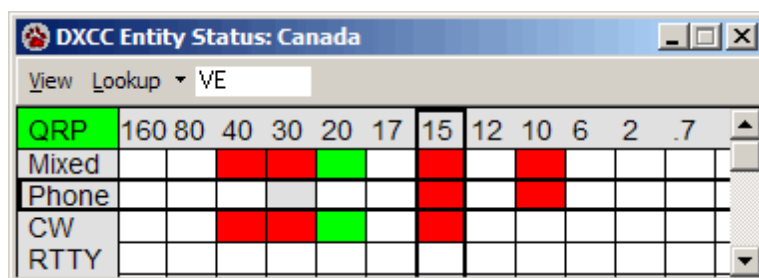 DXCC Entity Status: Canada
View Lookup VE
QRP 160 80 40 30 20 17 15 12 10 6 2 .7
Mixed
Phone
CW
RTTY